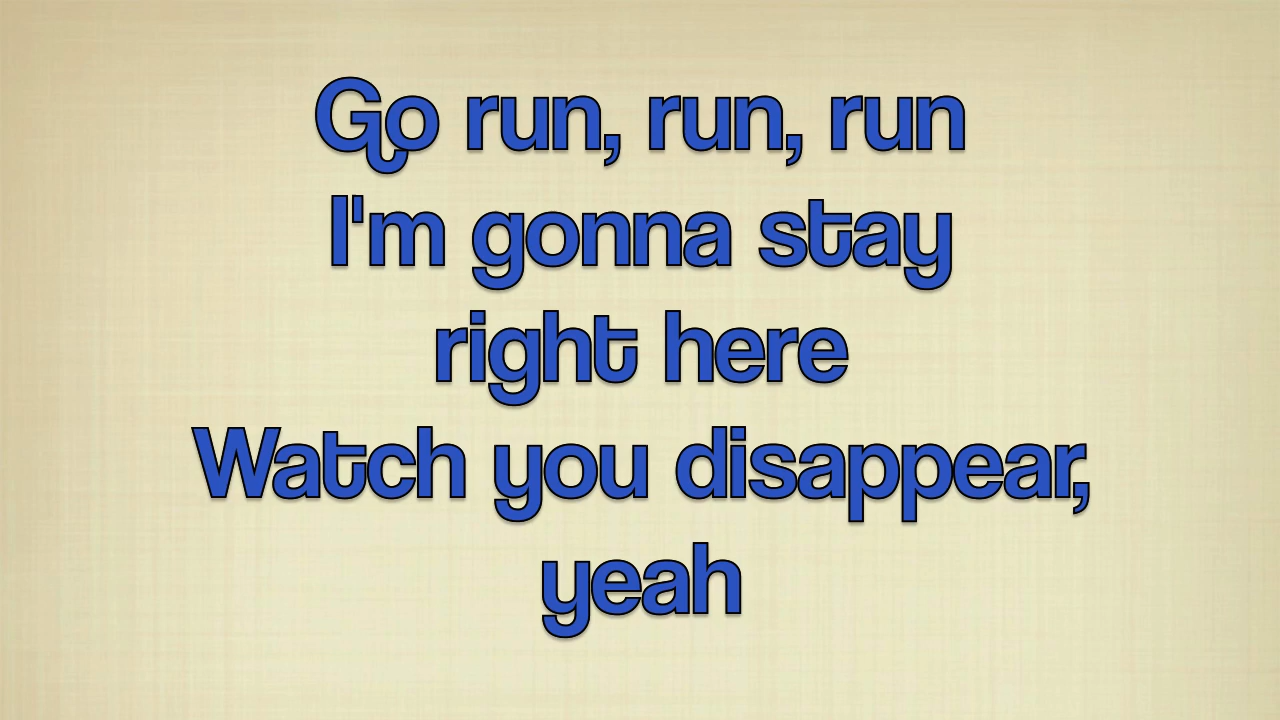 Go run, run, run
I'm gonna stay
right here
Watch you disappear,
yeah